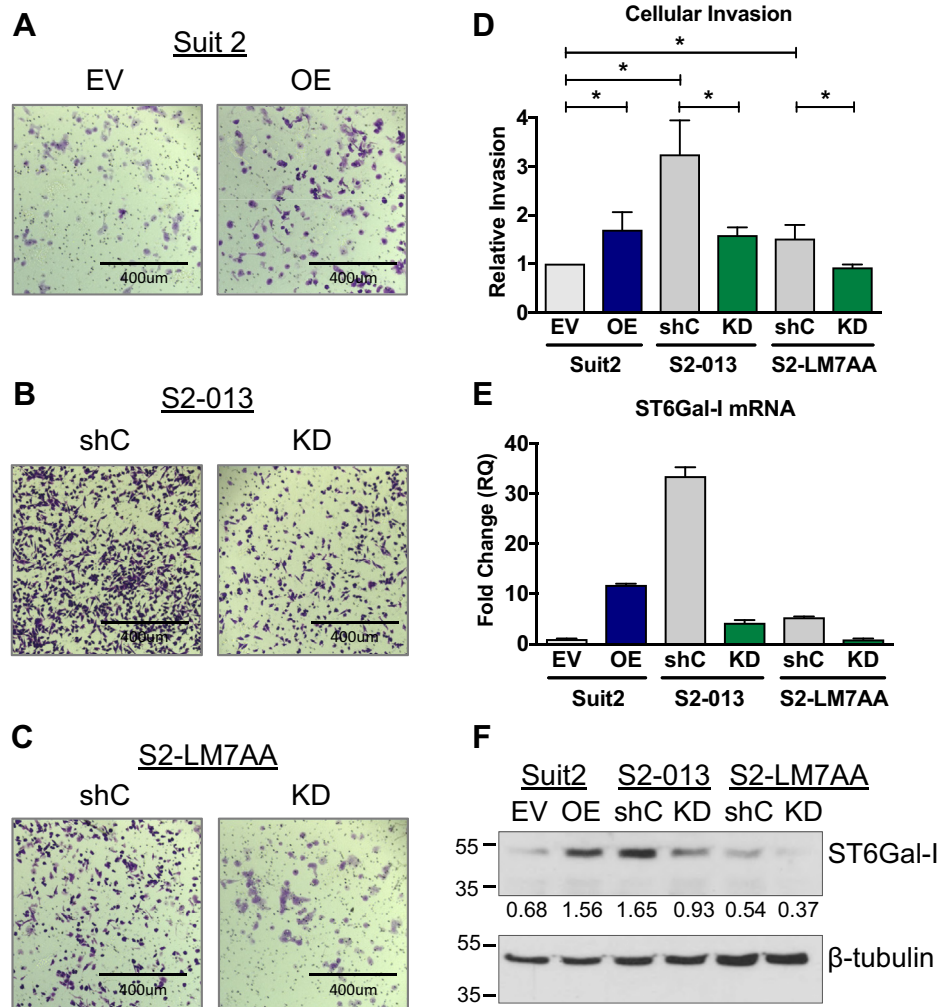 A
Suit 2
EV OE
400um 400um
B
S2-013
shC KD
400um 400um
C
S2-LM7AA
shC KD
400um 400um
D
Cellular Invasion
* 
*
* * *
Relative Invasion
4
3
2
1
0
EV OE shC KD shC KD
Suit2 S2-013 S2-LM7AA
E
ST6Gal-I mRNA
Fold Change (RQ)
40
30
20
10
0
EV OE shC KD shC KD
Suit2 S2-013 S2-LM7AA
F
Suit2 S2-013 S2-LM7AA
EV OE shC KD shC KD
55
ST6Gal-I
35
0.68 1.56 1.65 0.93 0.54 0.37
55
β-tubulin
35